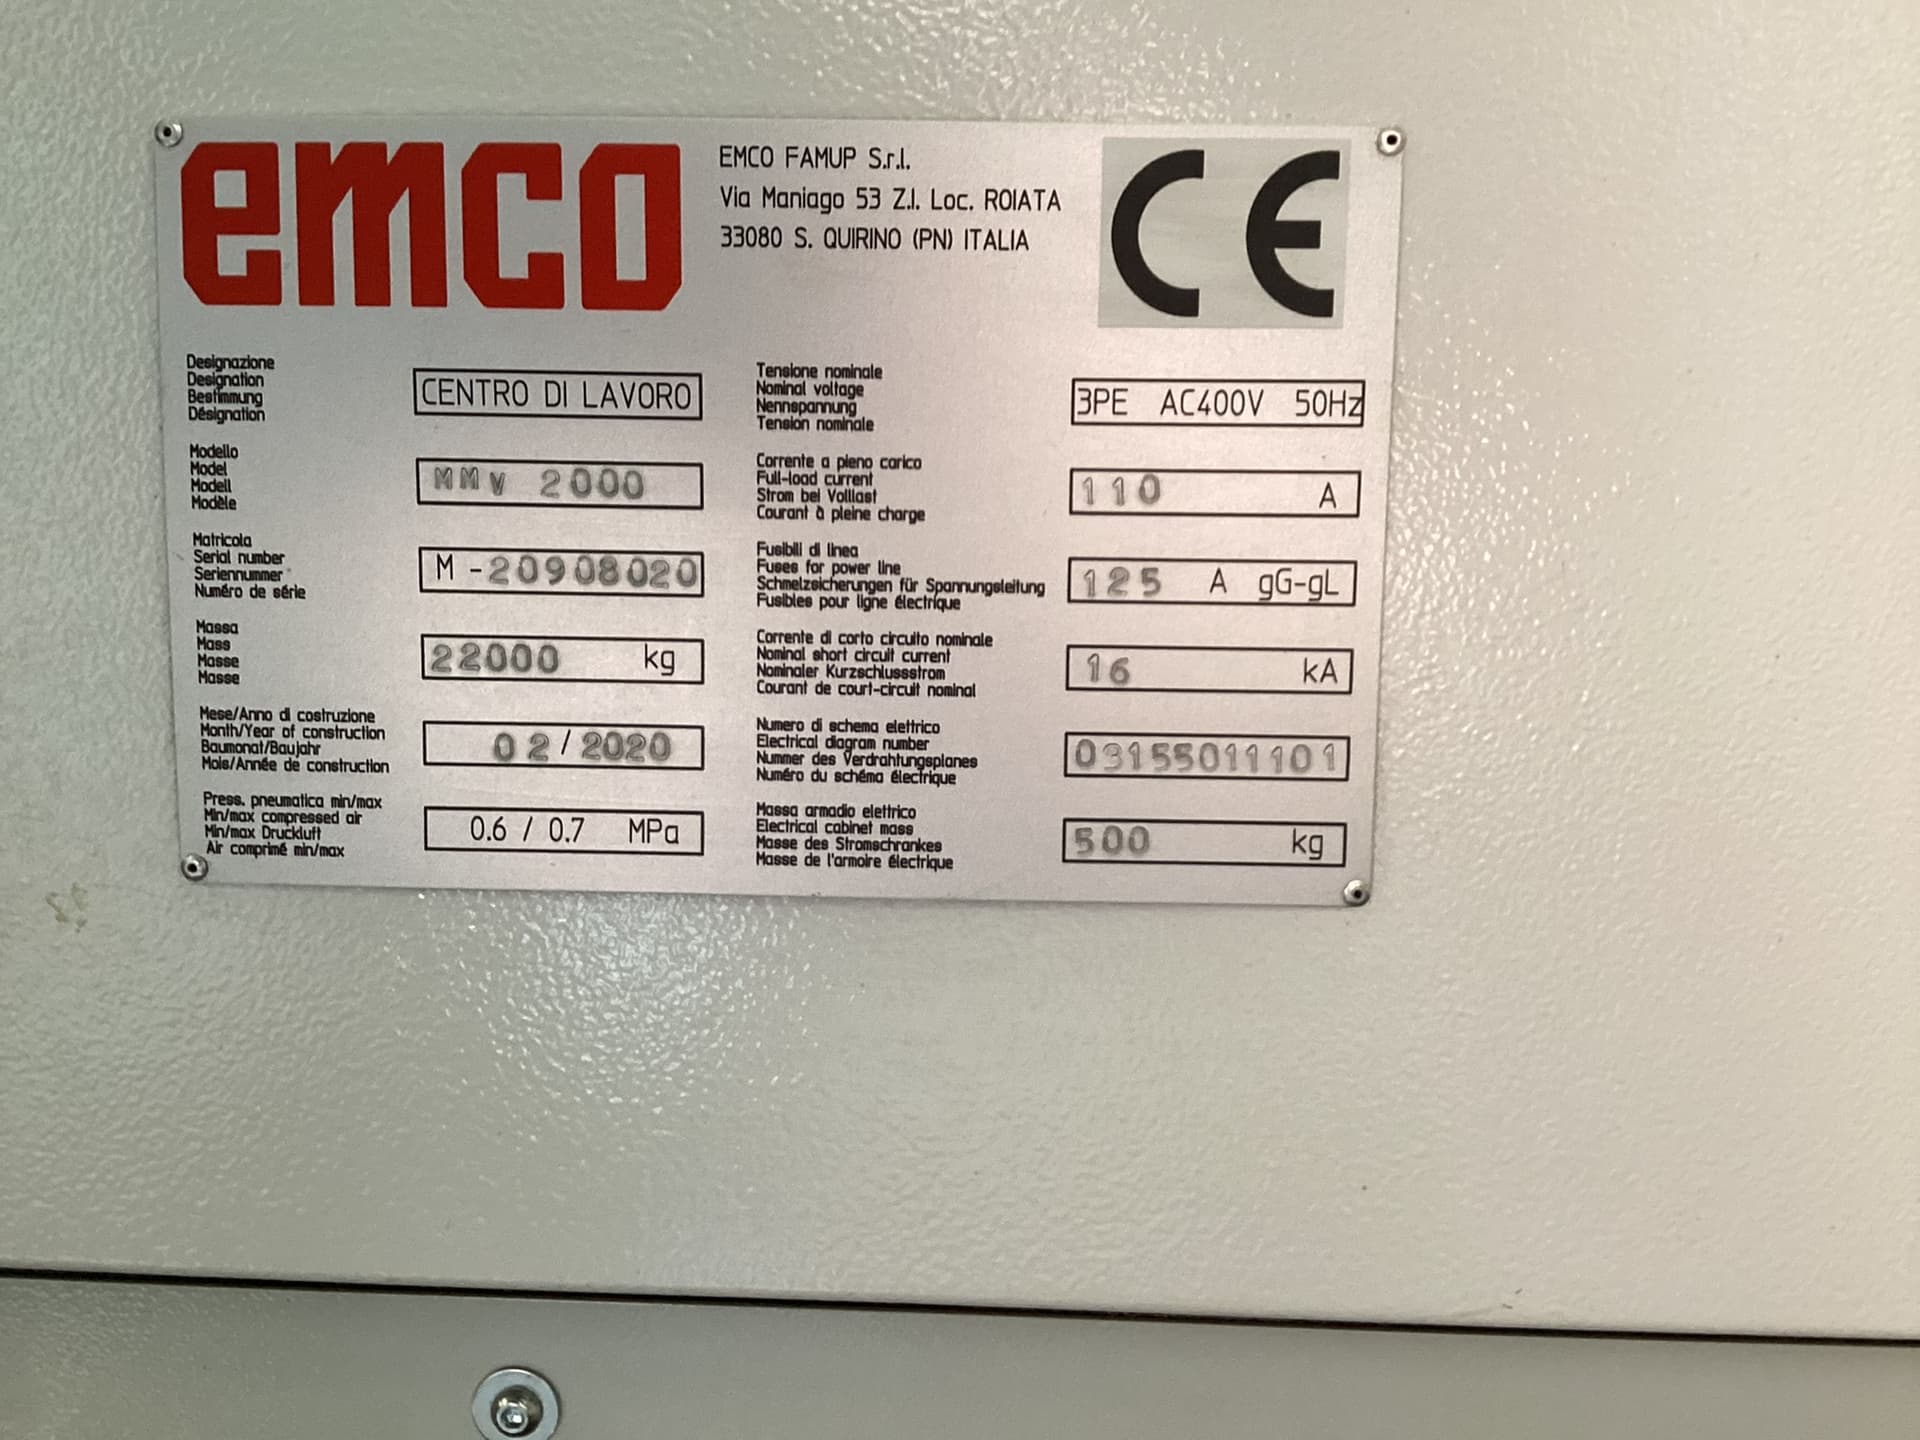 emco
EMCO FAMUP S.r.l.
Via Maniago 53 Z.I. Loc. ROIATA
33080 S. QUIRINO (PN) ITALIA
CE
Designazione
Designation
Bestimmung
Désignation
CENTRO DI LAVORO
Modello
Model
Modell
Modèle
MMV 2000
Matricola
Serial number
Seriennummer
Numéro de série
M -20908020
Massa
Mass
Masse
Masse
22000 kg
Mese/Anno di costruzione
Month/Year of construction
Baumonat/Baujahr
Mois/Année de construction
02/2020
Press. pneumatica min/max
Min/max compressed air
Min/max Druckluft
Air comprimé min/max
0.6 / 0.7 MPa
Tensione nominale
Nominal voltage
Nennspannung
Tension nominale
3PE AC400V 50Hz
Corrente a pieno carico
Full-load current
Strom bei Volllast
Courant à pleine charge
110 A
Fusibili di linea
Fuses for power line
Schmelzsicherungen für Spannungsleitung
Fusibles pour ligne électrique
125 A gG-gL
Corrente di corto circuito nominale
Nominal short circuit current
Nominaler Kurzschlussstrom
Courant de court-circuit nominal
16 kA
Numero di schema elettrico
Electrical diagram number
Nummer des Verdrahtungsplanes
Numéro du schéma électrique
03155011101
Massa armadio elettrico
Electrical cabinet mass
Masse des Stromschrankes
Masse de l'armoire électrique
500 kg